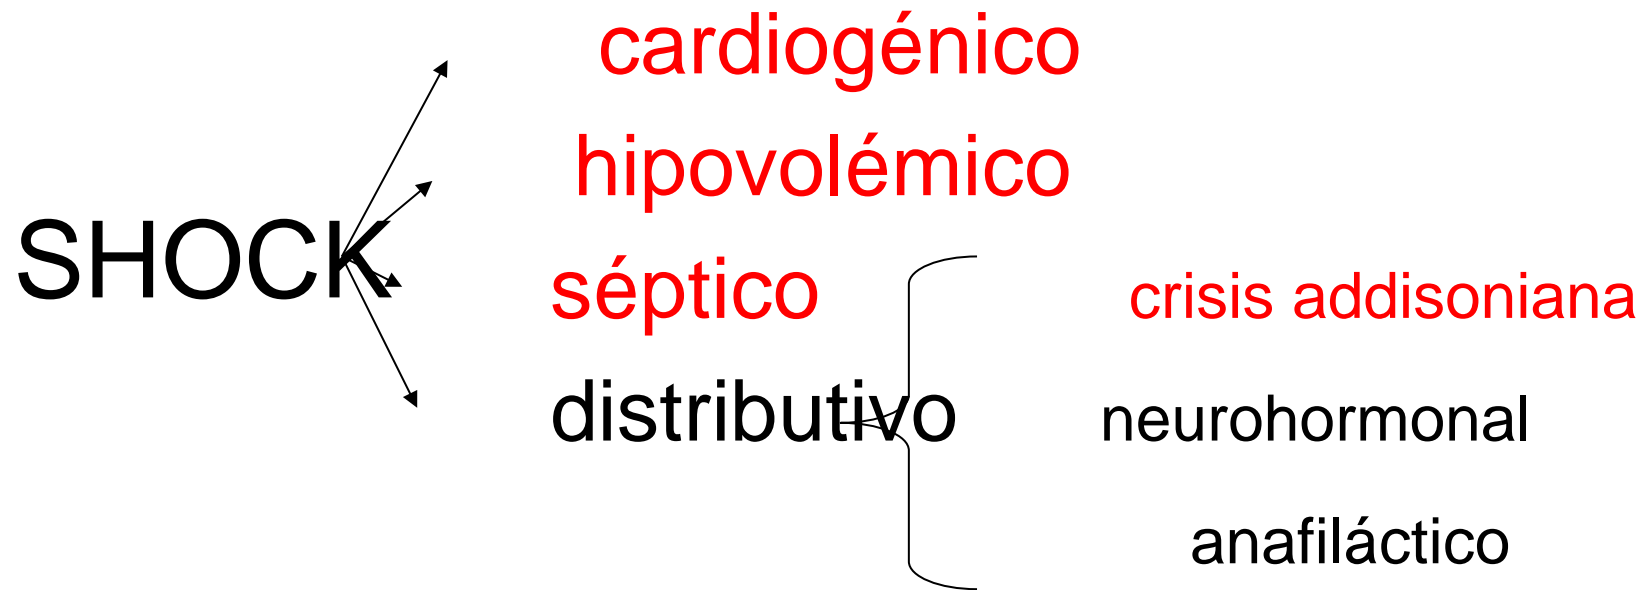 cardiogénico
hipovolémico
SHOCK
séptico
crisis addisoniana
distributivo
neurohormonal
anafiláctico